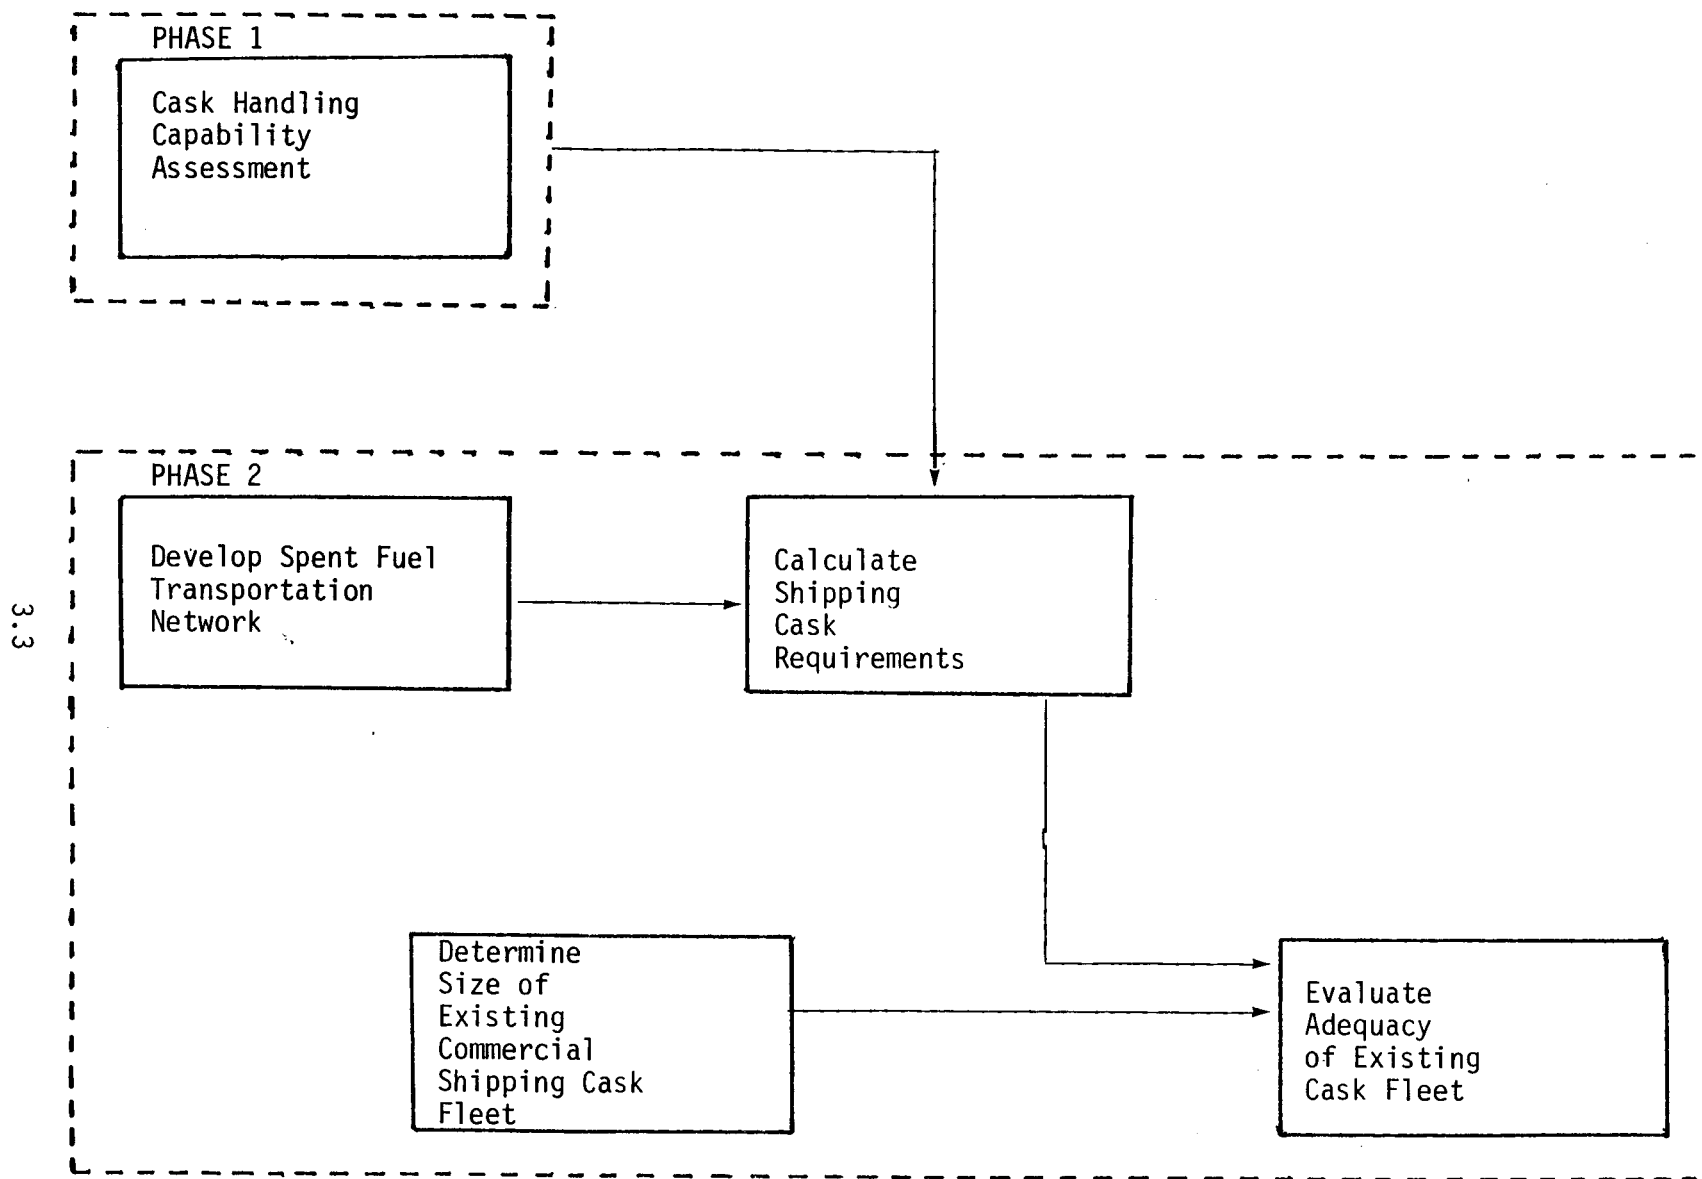 PHASE 1
Cask Handling
Capability
Assessment
PHASE 2
Develop Spent Fuel
Transportation
Network
Calculate
Shipping
Cask
Requirements
Determine
Size of
Existing
Commercial
Shipping Cask
Fleet
Evaluate
Adequacy
of Existing
Cask Fleet
3.3